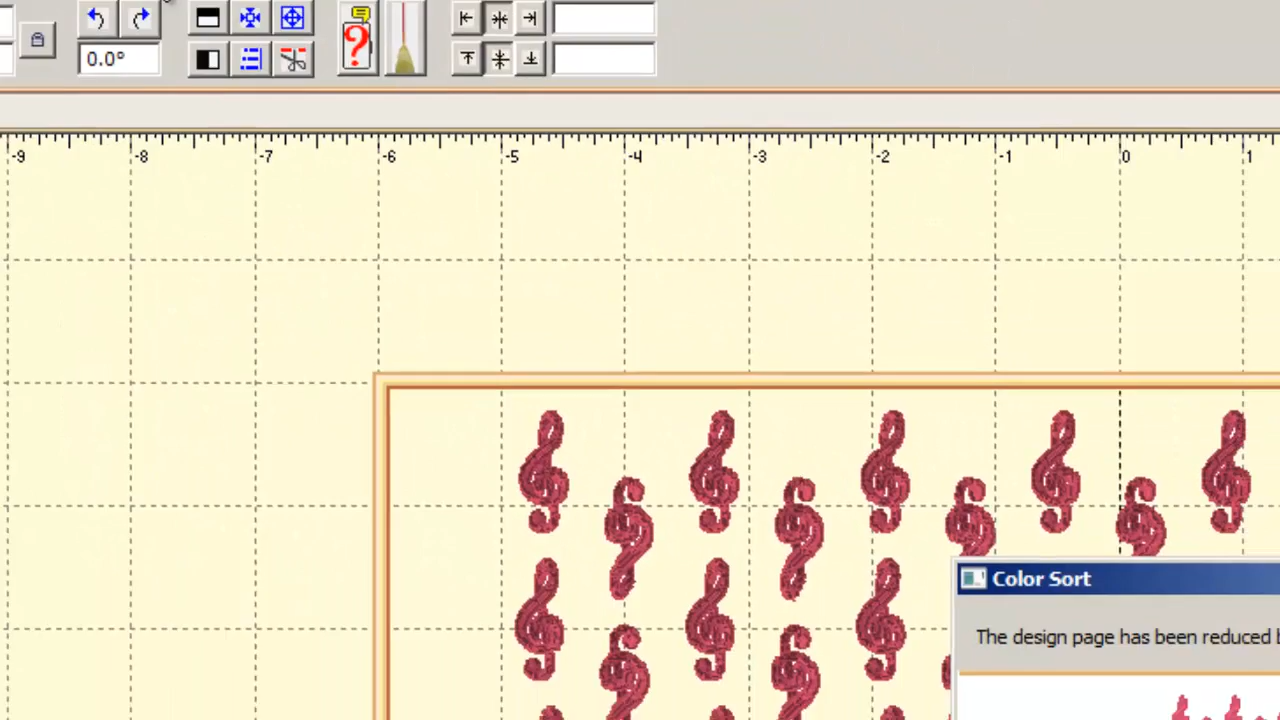 0.0°
?
-9 -8 -7 -6 -5 -4 -3 -2 -1 0 1
Color Sort
The design page has been reduced